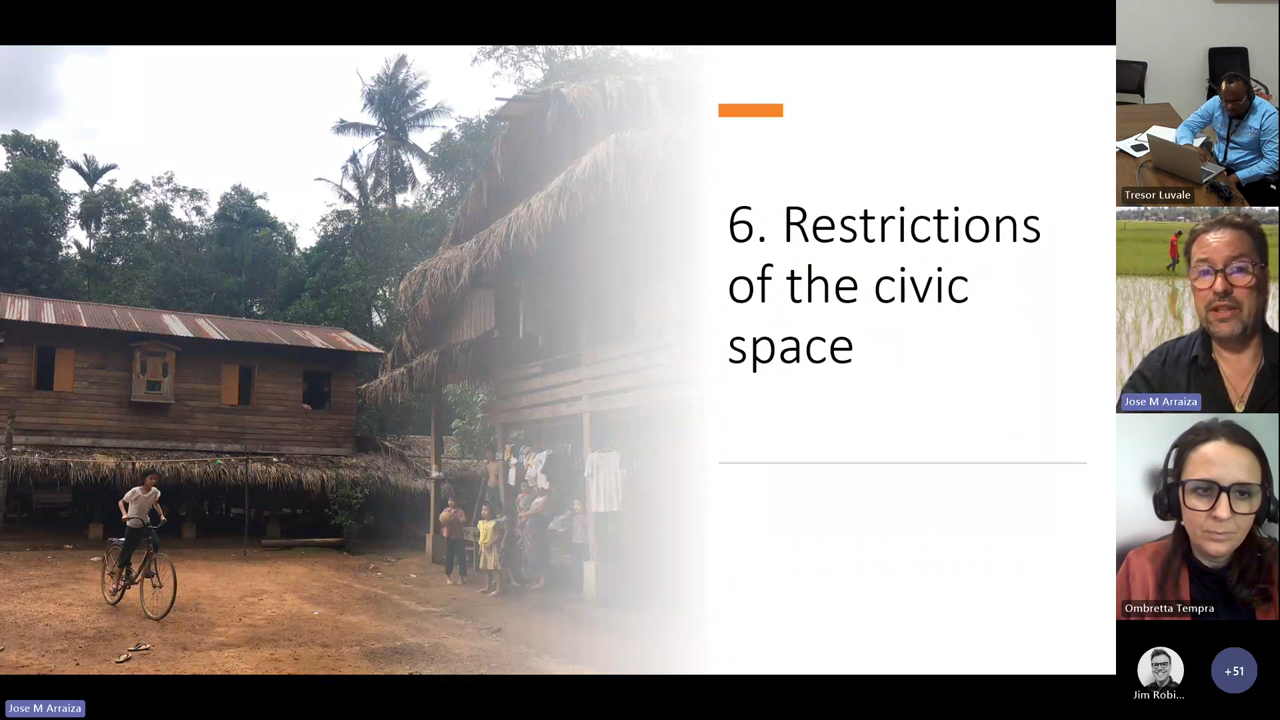 6. Restrictions
of the civic
space
Tresor Luvale
Jose M Arraiza
Ombretta Tempra
Jim Robi...
+51
Jose M Arraiza